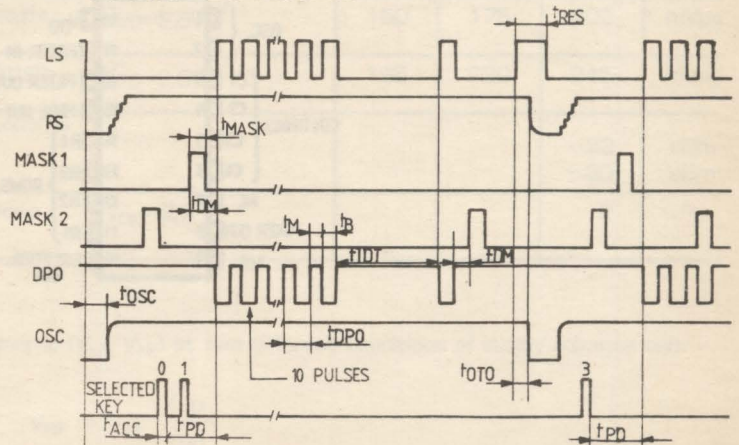 LS
tRES
RS
tMASK
MASK 1
tDM
MASK 2
tM
tB
tIDT
tDM
DPO
tOSC
tDPO
OSC
10 PULSES
tOTO
0 1
3
SELECTED
KEY
tACC
tPD
tPD